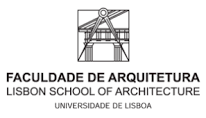 FACULDADE DE ARQUITETURA
LISBON SCHOOL OF ARCHITECTURE
UNIVERSIDADE DE LISBOA